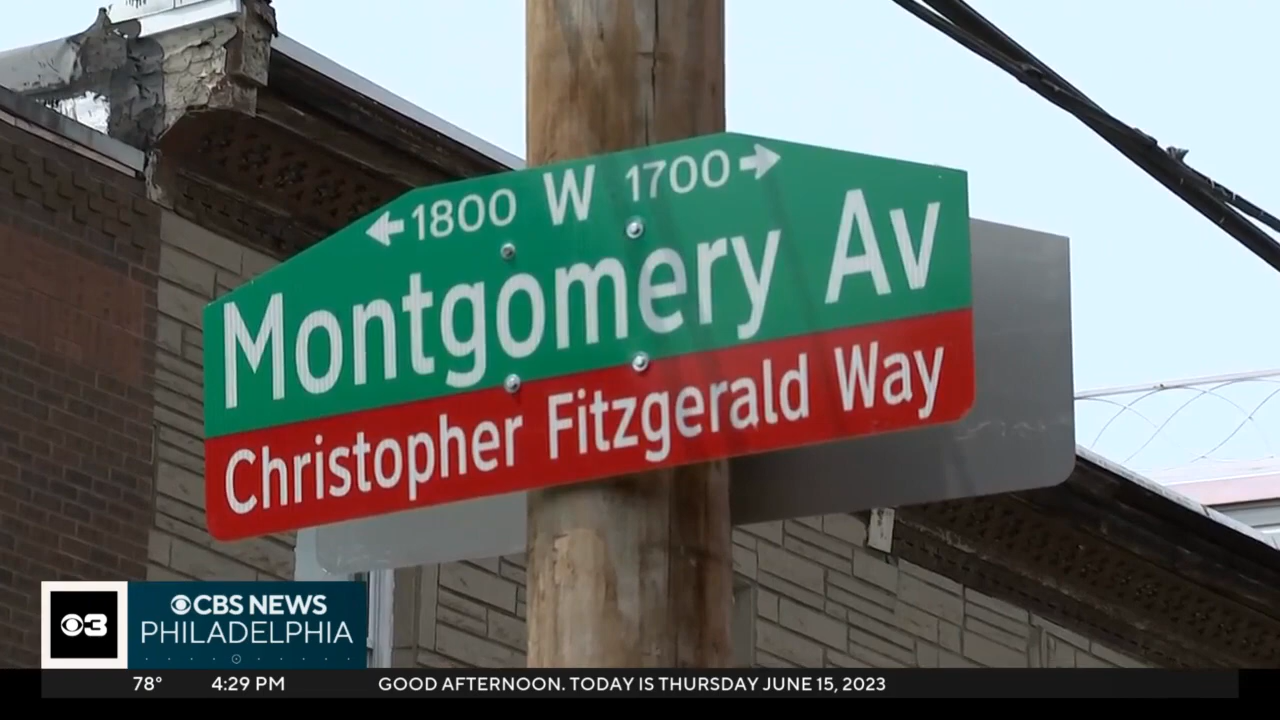 ← 1800 W 1700 →
Montgomery Av
Christopher Fitzgerald Way
3 CBS NEWS
PHILADELPHIA
78° 4:29 PM GOOD AFTERNOON. TODAY IS THURSDAY JUNE 15, 2023